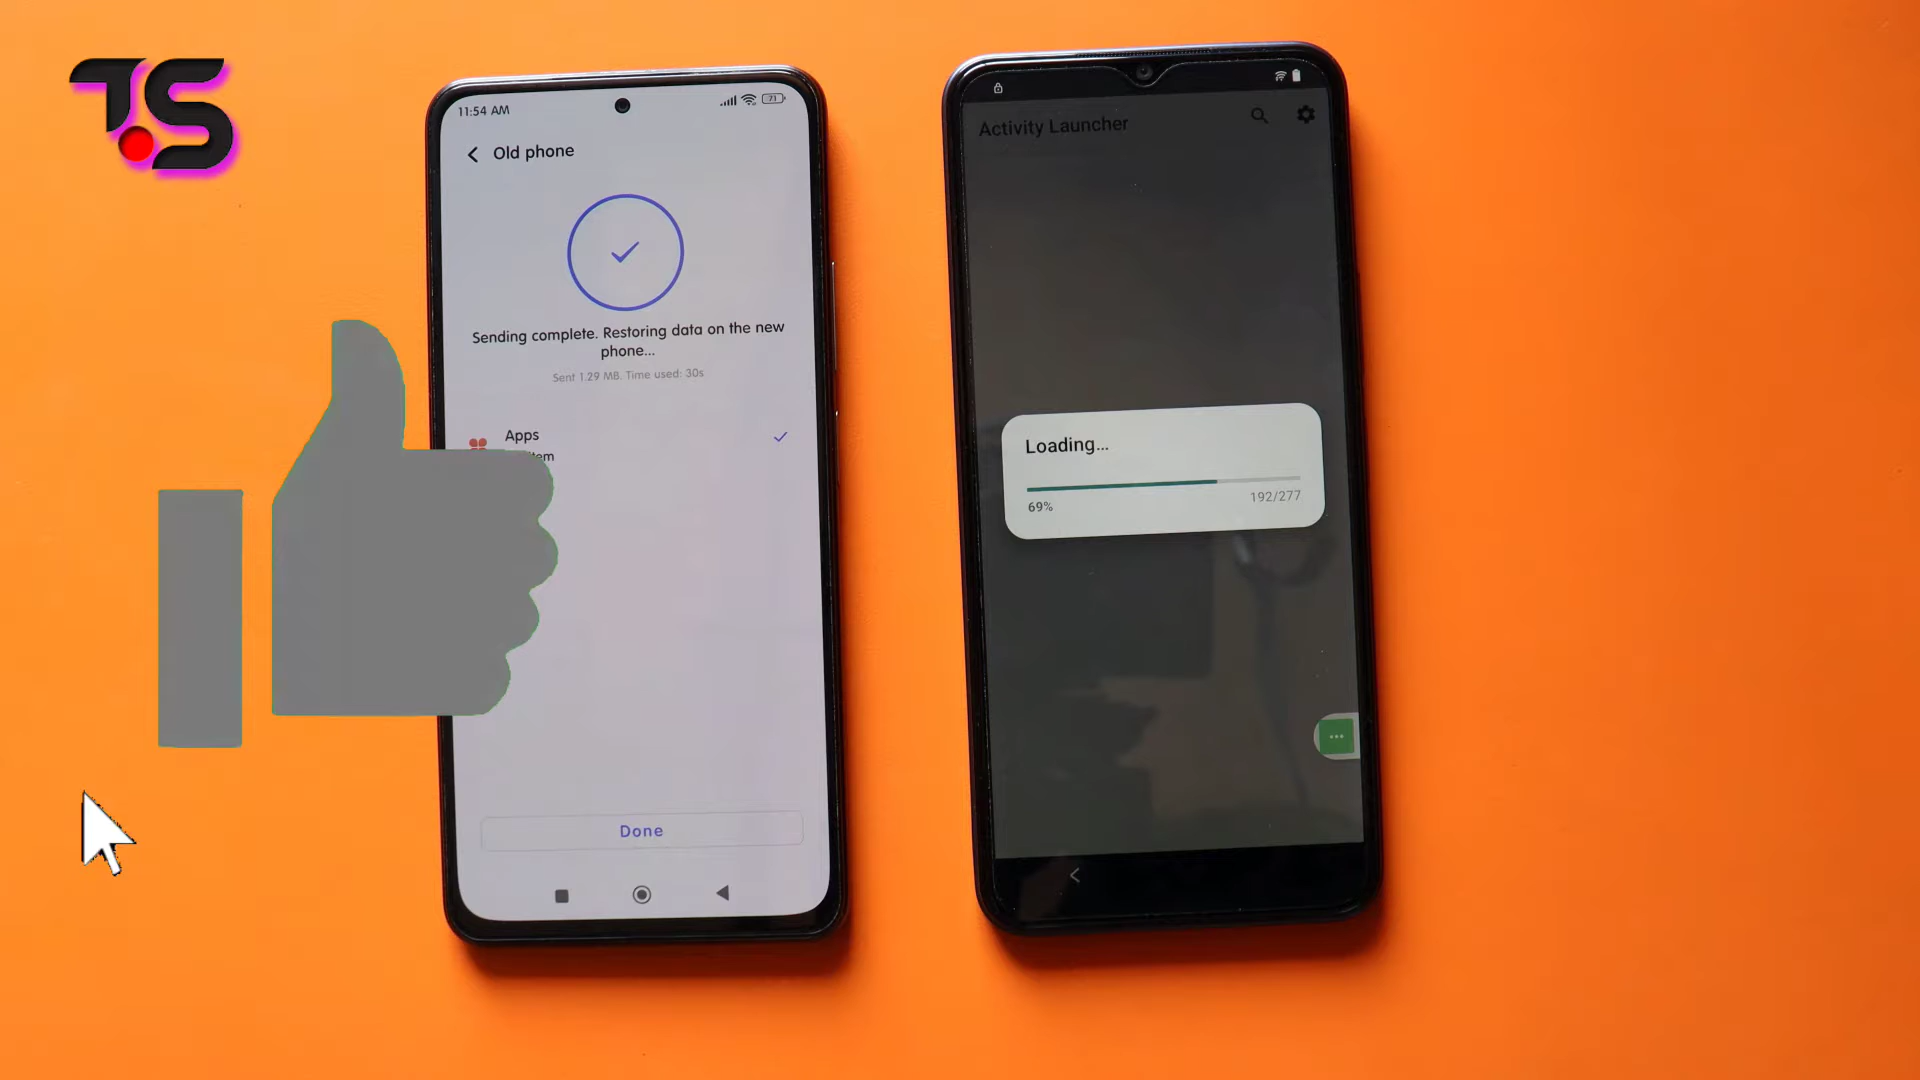 T.S
11:54 AM
71
Old phone
Sending complete. Restoring data on the new
phone...
Sent 1.29 MB. Time used: 30s
Apps
Done
Activity Launcher
Loading...
69%
192/277